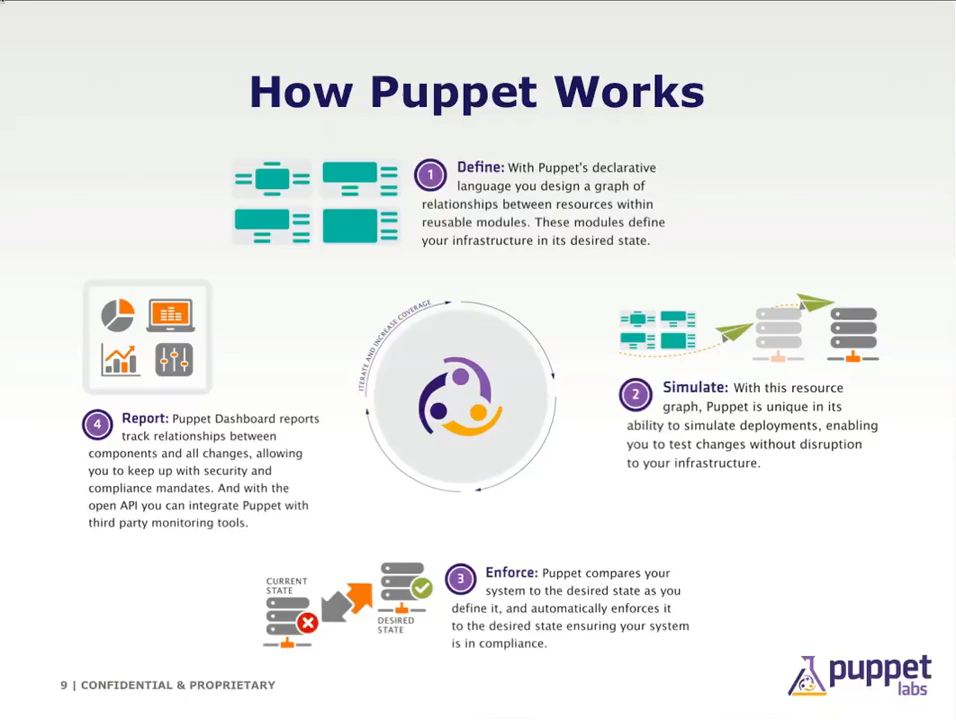 How Puppet Works
1 Define: With Puppet's declarative
language you design a graph of
relationships between resources within
reusable modules. These modules define
your infrastructure in its desired state.
ITERATE AND INCREASE COVERAGE
2 Simulate: With this resource
graph, Puppet is unique in its
ability to simulate deployments, enabling
you to test changes without disruption
to your infrastructure.
4 Report: Puppet Dashboard reports
track relationships between
components and all changes, allowing
you to keep up with security and
compliance mandates. And with the
open API you can integrate Puppet with
third party monitoring tools.
CURRENT
STATE
DESIRED
STATE
3 Enforce: Puppet compares your
system to the desired state as you
define it, and automatically enforces it
to the desired state ensuring your system
is in compliance.
9 | CONFIDENTIAL & PROPRIETARY
puppet
labs